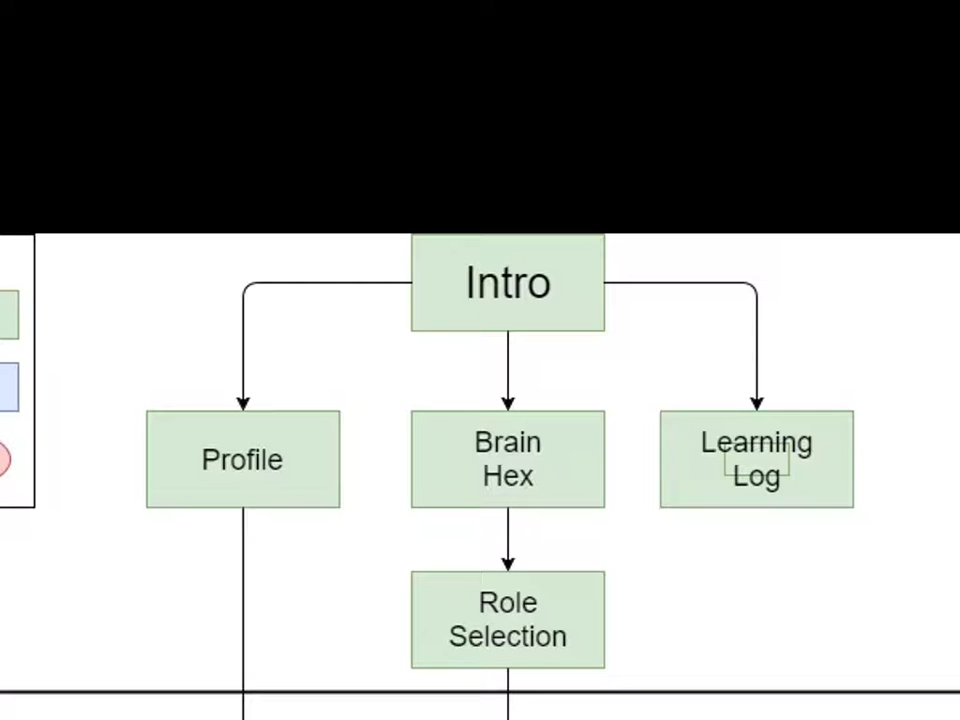 Intro
Profile
Brain
Hex
Learning
Log
Role
Selection